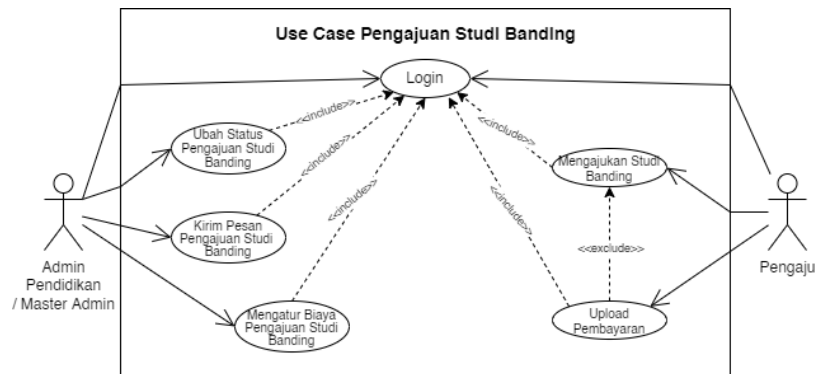 Use Case Pengajuan Studi Banding
Login
<<include>>
Ubah Status
Pengajuan Studi
Banding
<<include>>
<<include>>
Mengajukan Studi
Banding
<<include>>
Kirim Pesan
Pengajuan Studi
Banding
<<include>>
<<exclude>>
Admin
Pendidikan
/ Master Admin
Pengaju
Mengatur Biaya
Pengajuan Studi
Banding
Upload
Pembayaran